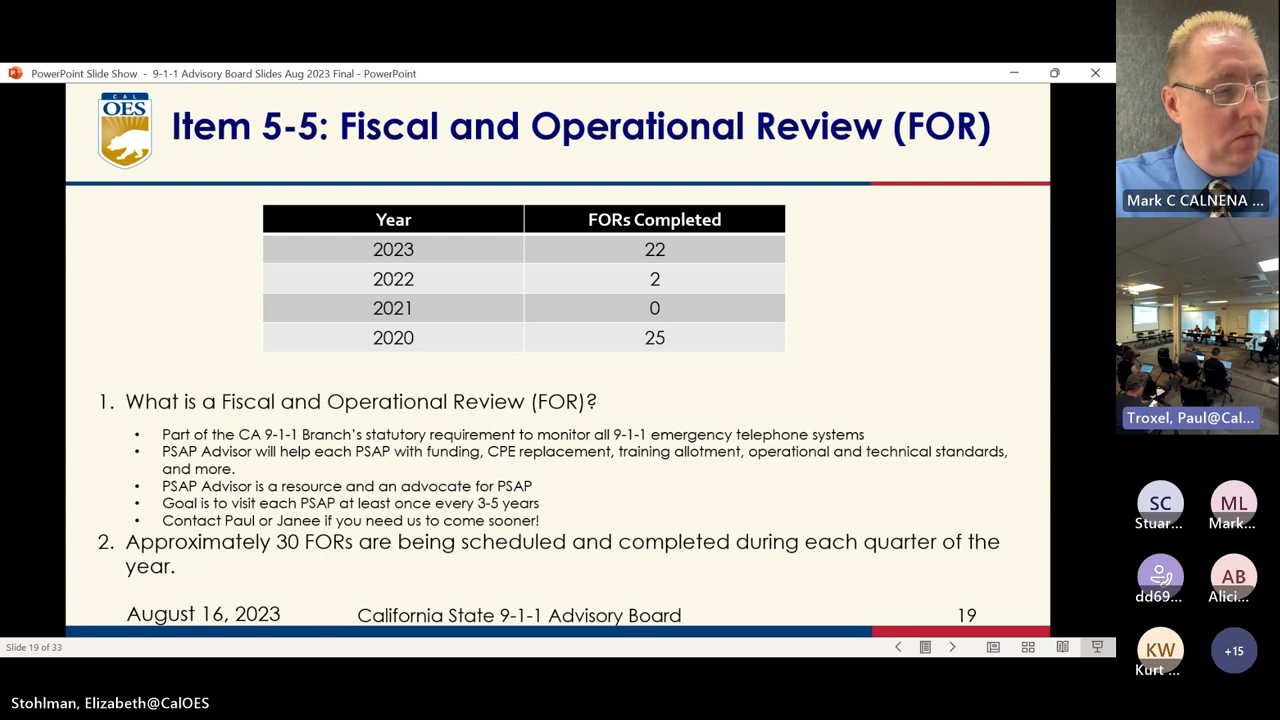 PowerPoint Slide Show - 9-1-1 Advisory Board Slides Aug 2023 Final - PowerPoint
CAL
OES
Item 5-5: Fiscal and Operational Review (FOR)
Year FORs Completed
2023 22
2022 2
2021 0
2020 25
1. What is a Fiscal and Operational Review (FOR)?
• Part of the CA 9-1-1 Branch's statutory requirement to monitor all 9-1-1 emergency telephone systems
• PSAP Advisor will help each PSAP with funding, CPE replacement, training allotment, operational and technical standards,
and more.
• PSAP Advisor is a resource and an advocate for PSAP
• Goal is to visit each PSAP at least once every 3-5 years
• Contact Paul or Janee if you need us to come sooner!
2. Approximately 30 FORs are being scheduled and completed during each quarter of the
year.
August 16, 2023 California State 9-1-1 Advisory Board 19
Slide 19 of 33
Stohlman, Elizabeth@CalOES
Mark C CALNENA ...
Troxel, Paul@Cal...
SC ML
Stuar... Mark...
AB
dd69... Alici...
KW +15
Kurt ...